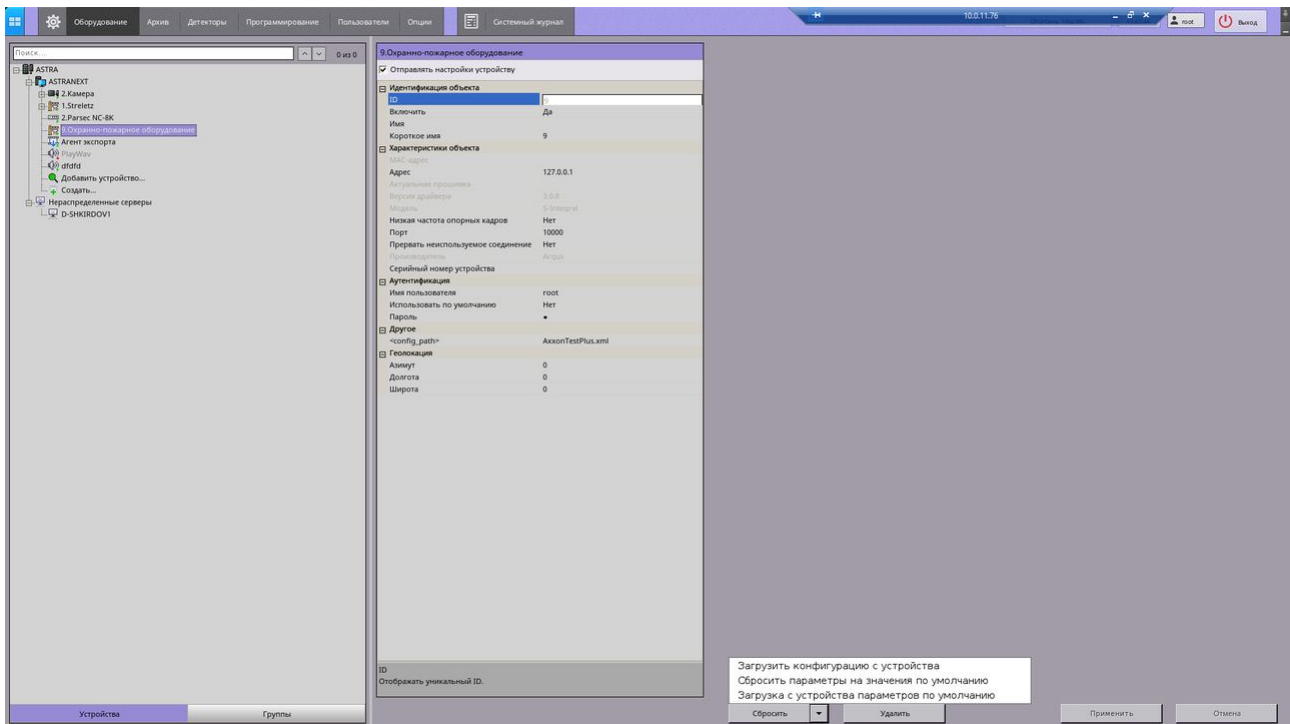 Оборудование Архив Детекторы Программирование Пользователи Опции Системный журнал 10.0.11.76 root Выход
Поиск... 0 из 0
ASTRA
ASTRANEXT
2.Камера
1.Streletz
2.Parsec NC-8K
9.Охранно-пожарное оборудование
Агент экспорта
PlayWav
dfdfd
Добавить устройство...
Создать...
Нераспределенные серверы
D-SHKIRDOV1
Устройства Группы
9.Охранно-пожарное оборудование
Отправлять настройки устройству
Идентификация объекта
ID 9
Включить Да
Имя
Короткое имя 9
Характеристики объекта
MAC-адрес
Адрес 127.0.0.1
Актуальная прошивка
Версия драйвера 3.0.0
Модель S-Integral
Низкая частота опорных кадров Нет
Порт 10000
Прервать неиспользуемое соединение Нет
Производитель Argus
Серийный номер устройства
Аутентификация
Имя пользователя root
Использовать по умолчанию Нет
Пароль •
Другое
<config_path> AxxonTestPlus.xml
Геолокация
Азимут 0
Долгота 0
Широта 0
ID
Отображать уникальный ID.
Загрузить конфигурацию с устройства
Сбросить параметры на значения по умолчанию
Загрузка с устройства параметров по умолчанию
Сбросить Удалить Применить Отмена